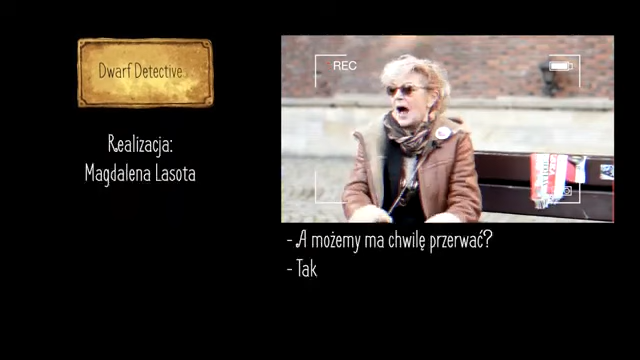 Dwarf Detective
Realizacja:
Magdalena Lasota
REC
- A możemy ma chwilę przerwać?
- Tak